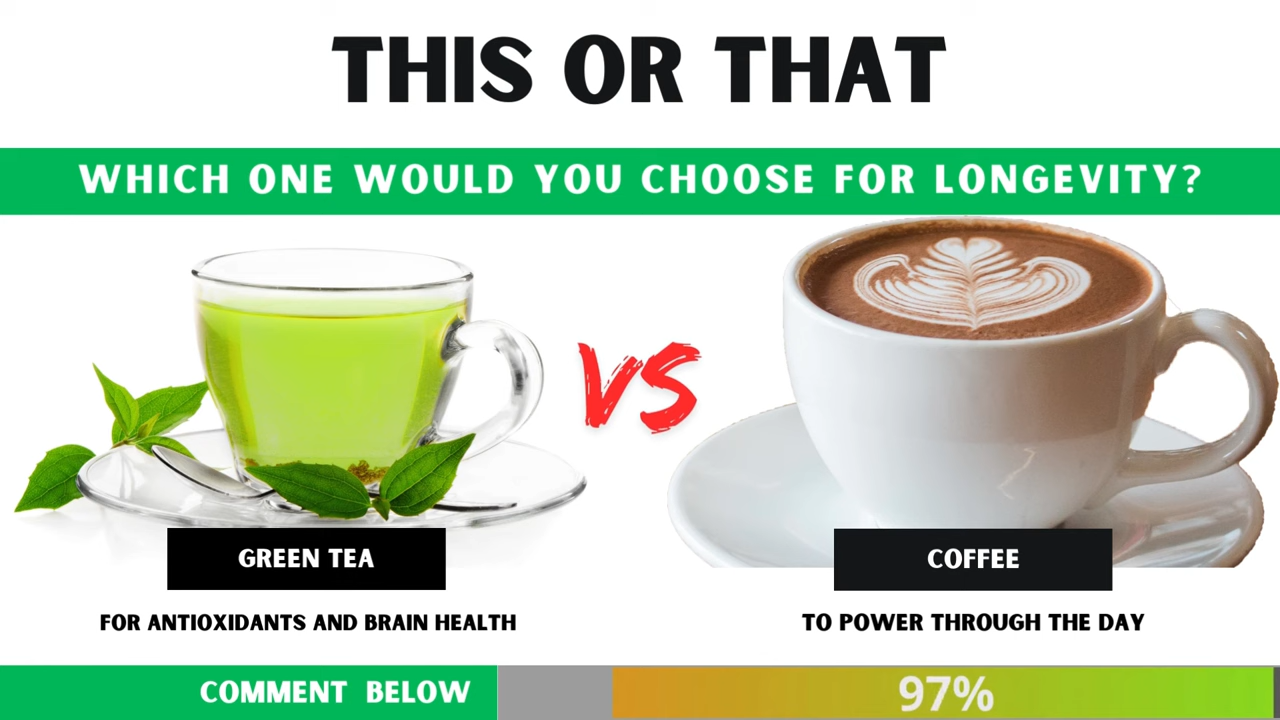 THIS OR THAT
WHICH ONE WOULD YOU CHOOSE FOR LONGEVITY?
VS
GREEN TEA
COFFEE
FOR ANTIOXIDANTS AND BRAIN HEALTH
TO POWER THROUGH THE DAY
COMMENT BELOW
97%